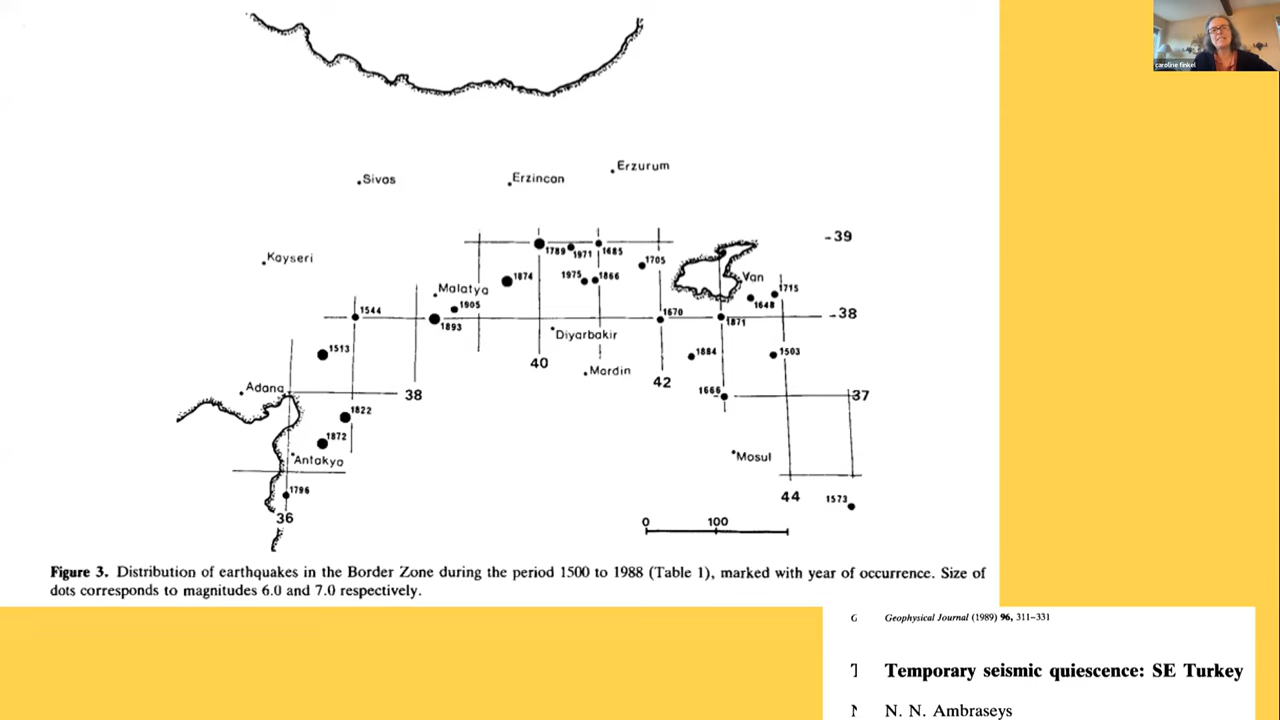 caroline finkel
.Erzurum
.Sivas
.Erzincan
-39
1789
1971
1685
.Kayseri
1705
1874
1975
1866
Van
Malatya
1715
1905
1648
1544
1670
-38
1893
1871
Diyarbakir
1513
1884
1503
40
.Mardin
42
Adana
1666
38
37
1822
1872
Mosul
Antakya
1796
44
1573
36
0
100
Figure 3. Distribution of earthquakes in the Border Zone during the period 1500 to 1988 (Table 1), marked with year of occurrence. Size of
dots corresponds to magnitudes 6.0 and 7.0 respectively.
G Geophysical Journal (1989) 96, 311–331
Temporary seismic quiescence: SE Turkey
N. N. Ambraseys